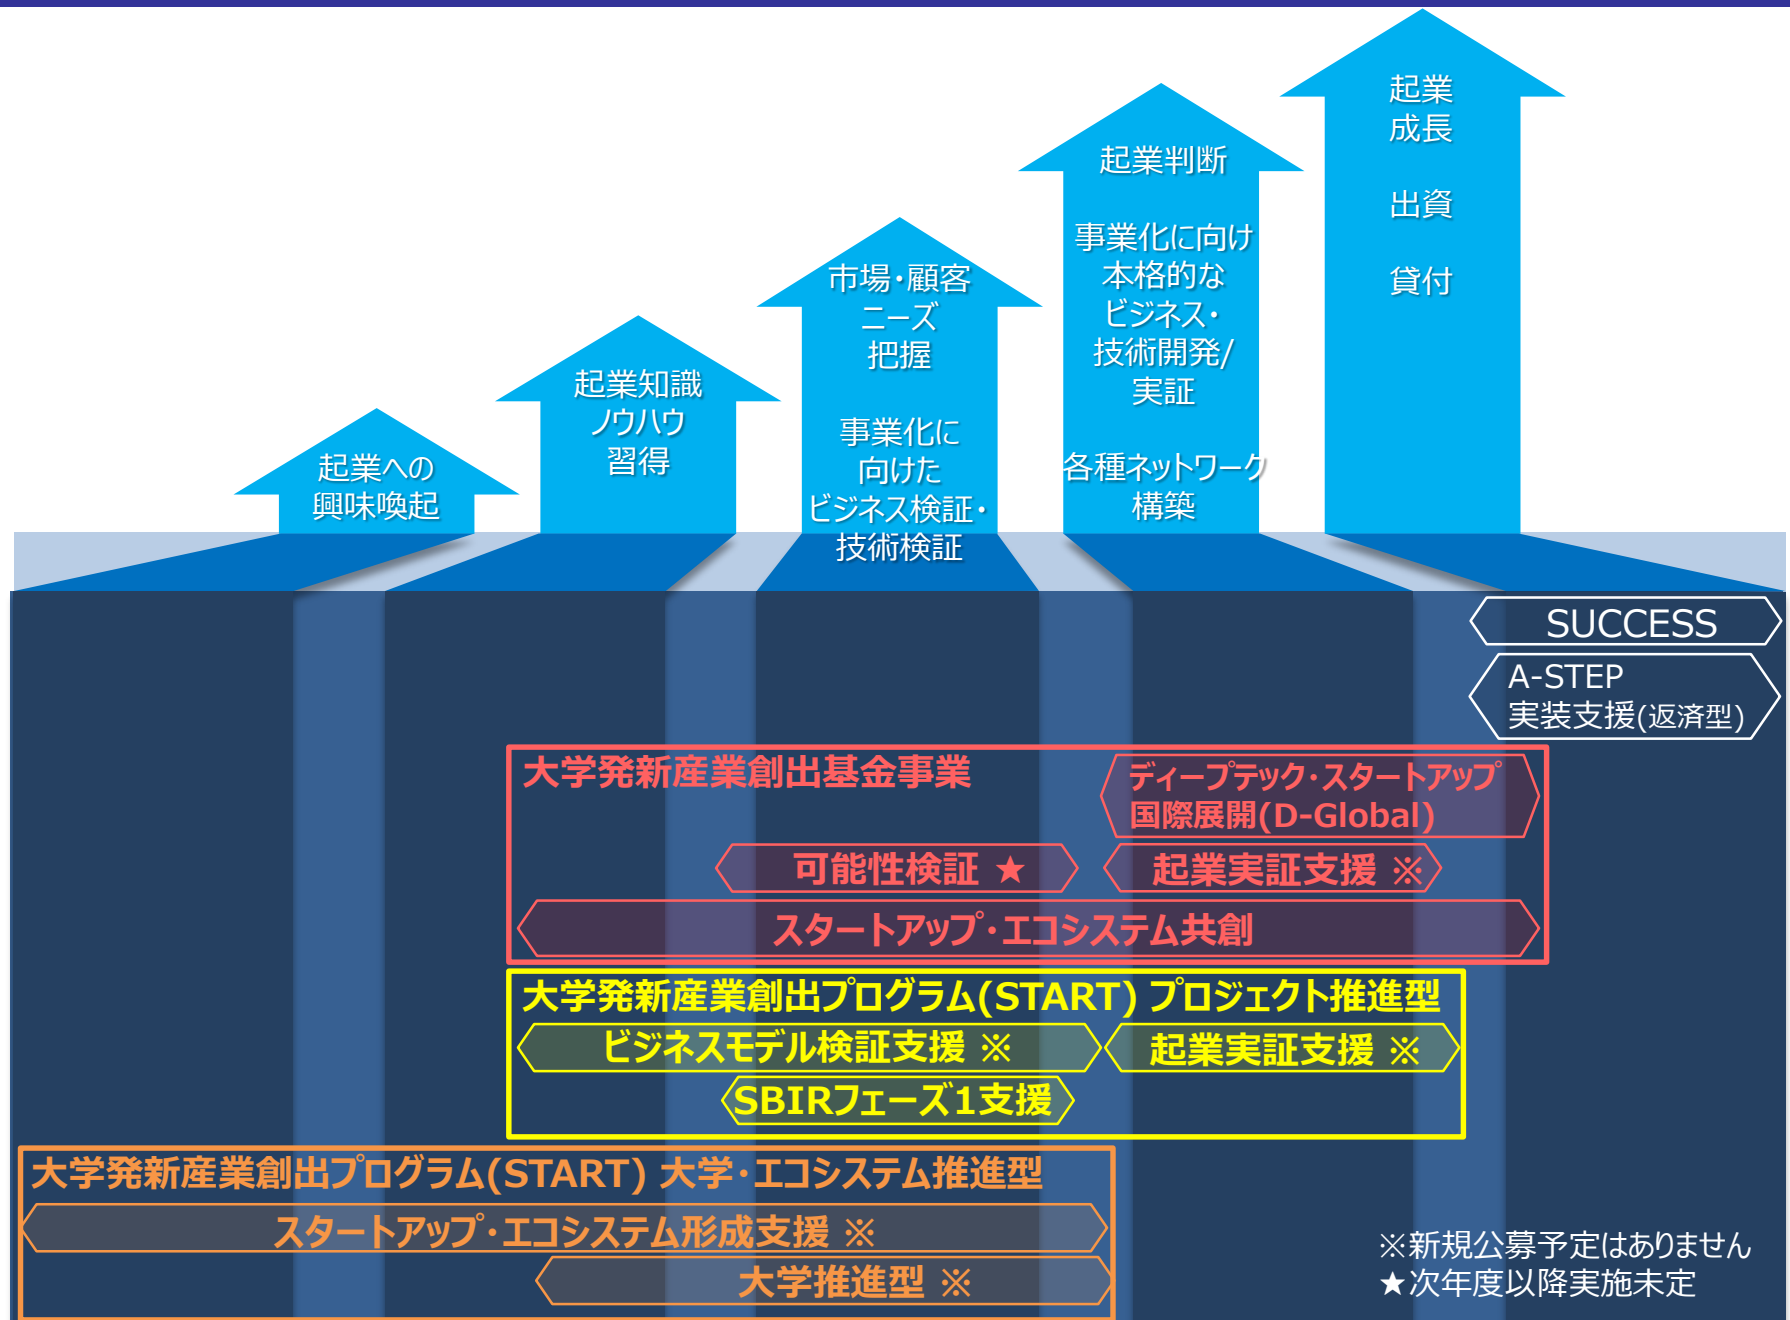 起業への
興味喚起
起業知識
ノウハウ
習得
市場・顧客
ニーズ
把握
事業化に
向けた
ビジネス検証・
技術検証
起業判断
事業化に向け
本格的な
ビジネス・
技術開発/
実証
各種ネットワーク
構築
起業
成長
出資
貸付
SUCCESS
A-STEP
実装支援(返済型)
大学発新産業創出基金事業
ディープテック・スタートアップ
国際展開(D-Global)
可能性検証 ★
起業実証支援 ※
スタートアップ・エコシステム共創
大学発新産業創出プログラム(START) プロジェクト推進型
ビジネスモデル検証支援 ※
起業実証支援 ※
SBIRフェーズ1支援
大学発新産業創出プログラム(START) 大学・エコシステム推進型
スタートアップ・エコシステム形成支援 ※
大学推進型 ※
※新規公募予定はありません
★次年度以降実施未定